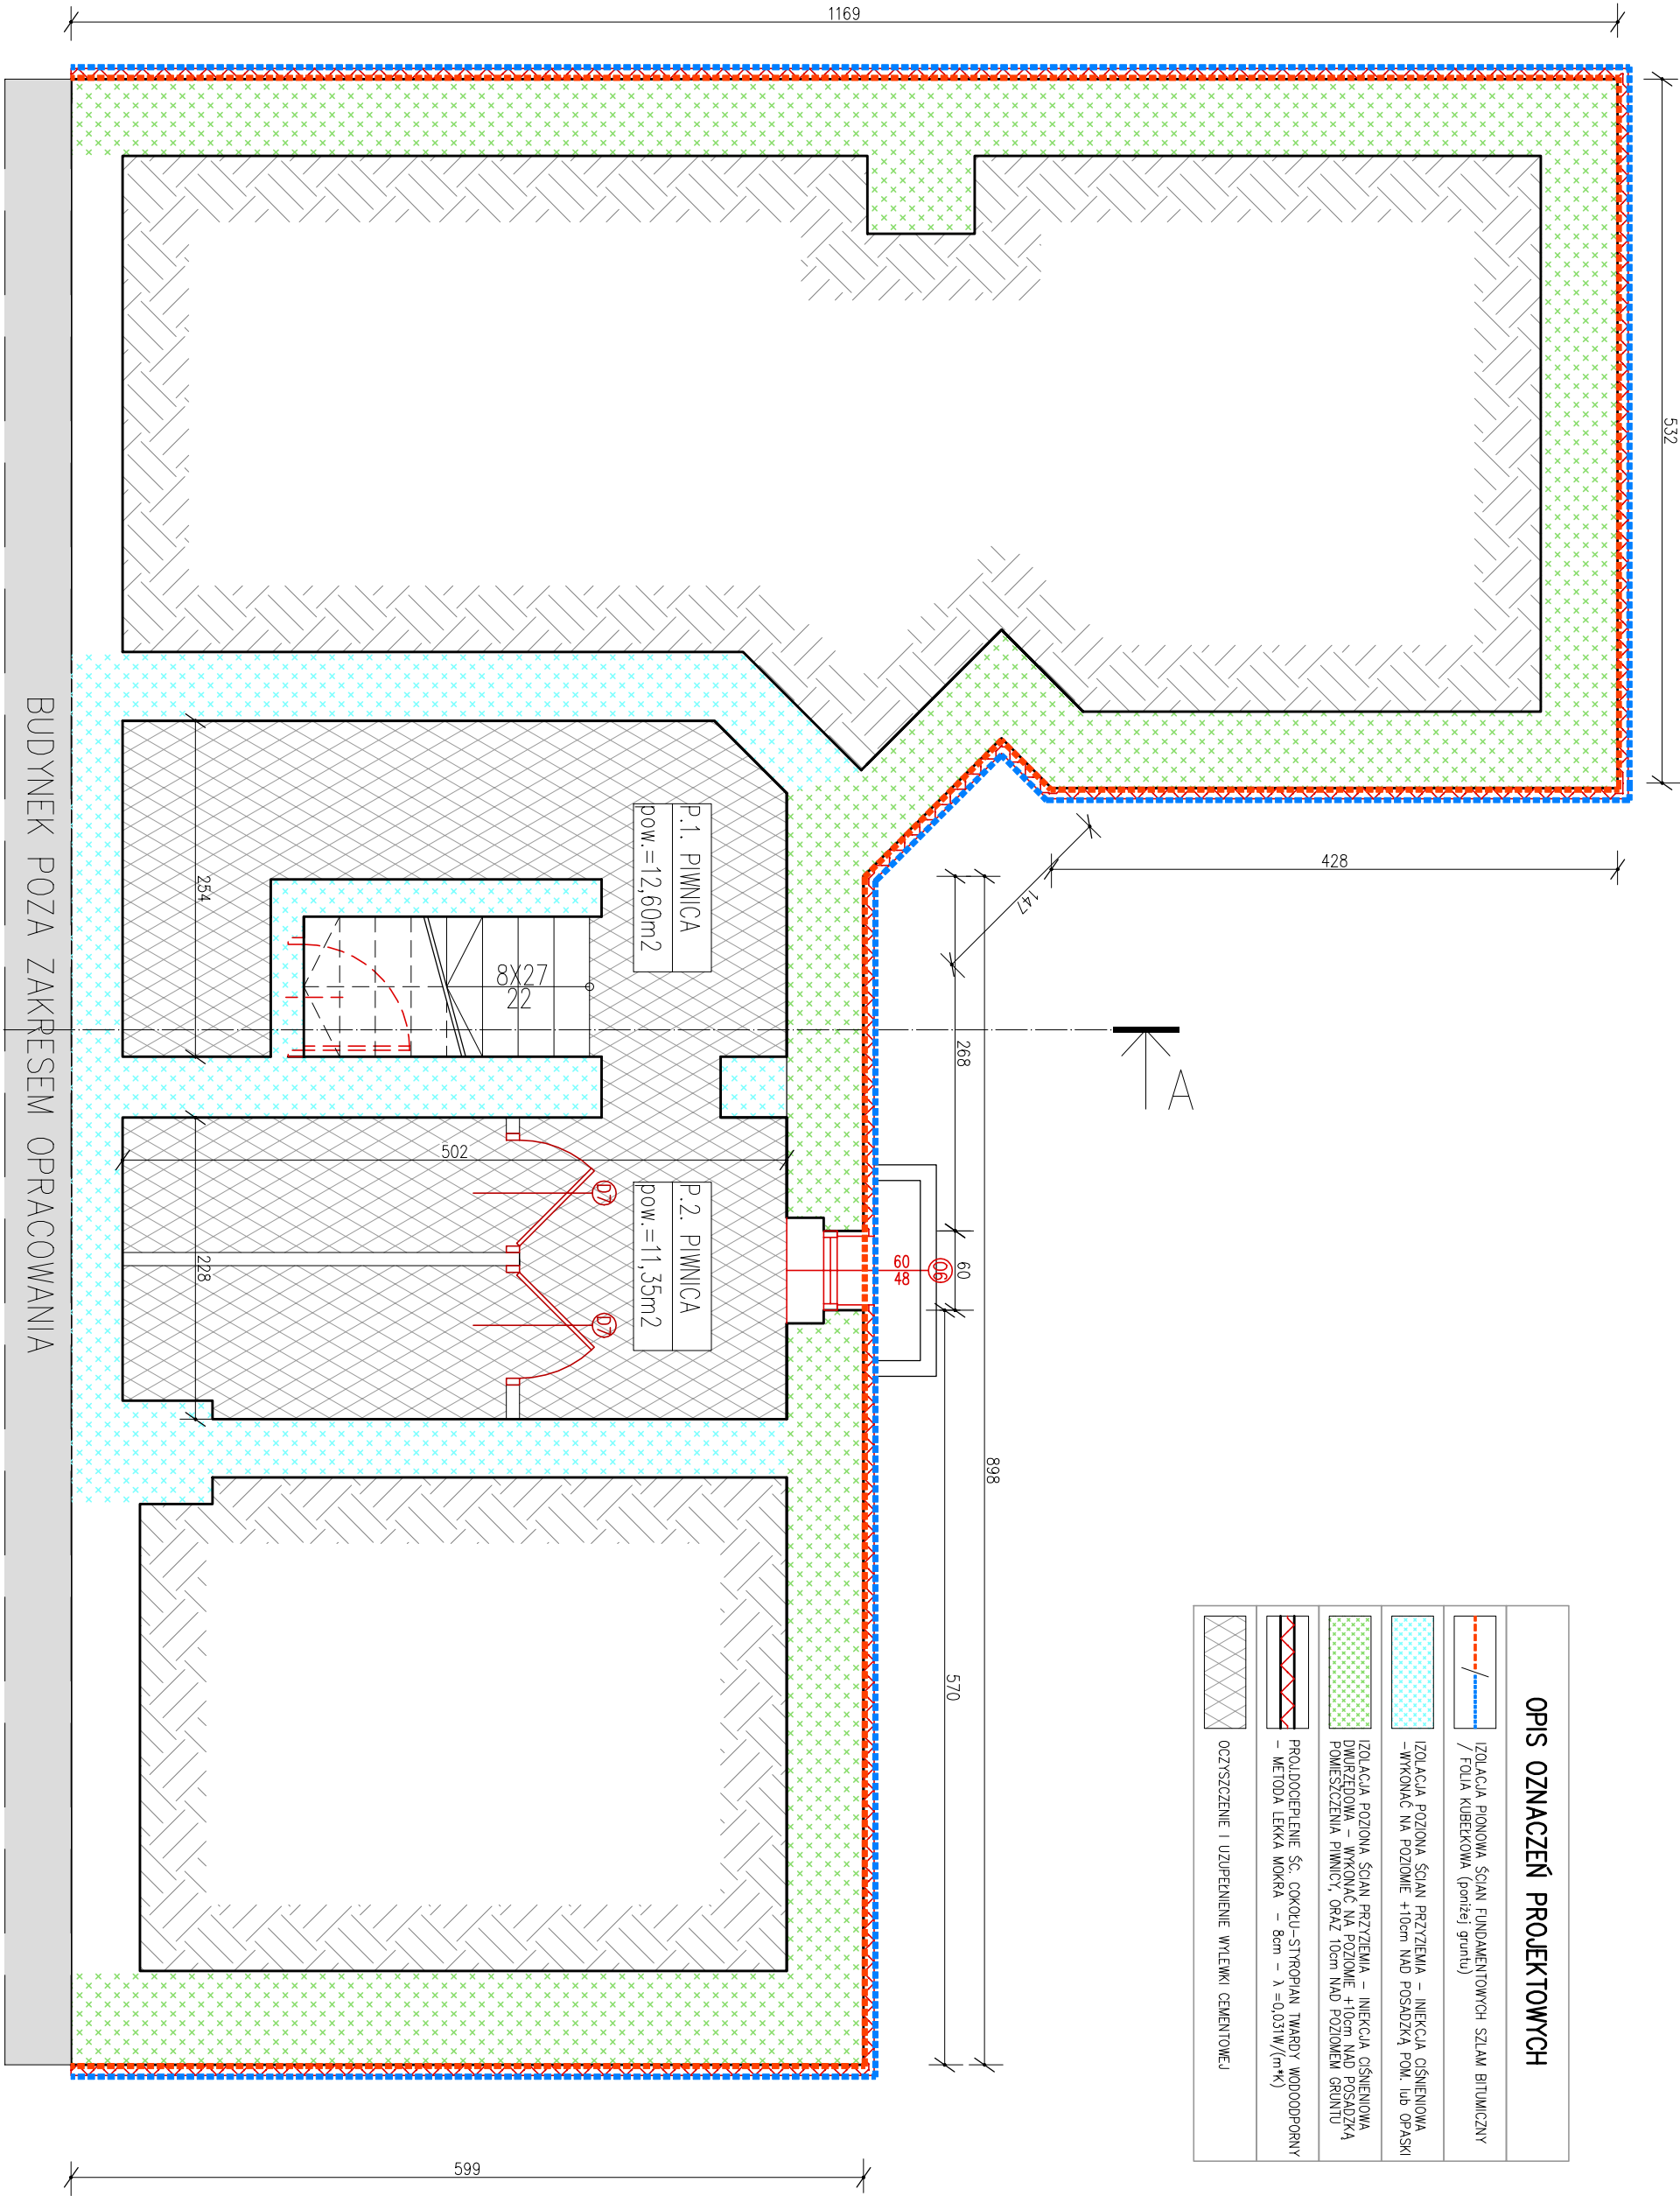 1169
532
428
147
268
60
898
570
599
A
P.1. PIWNICA
pow.=12,60m2
254
8X27
22
502
P.2. PIWNICA
pow.=11,35m2
228
D7
D7
O6
60
48
BUDYNEK POZA ZAKRESEM OPRACOWANIA
OPIS OZNACZEŃ PROJEKTOWYCH
IZOLACJA PIONOWA ŚCIAN FUNDAMENTOWYCH SZLAM BITUMICZNY
/ FOLIA KUBEŁKOWA (poniżej gruntu)
IZOLACJA POZIONA ŚCIAN PRZYZIEMIA – INIEKCJA CIŚNIENIOWA
–WYKONAĆ NA POZIOMIE +10cm NAD POSADZKĄ POM. lub OPASKI
IZOLACJA POZIONA ŚCIAN PRZYZIEMIA – INIEKCJA CIŚNIENIOWA
DWURZĘDOWA – WYKONAĆ NA POZIOMIE +10cm NAD POSADZKĄ
POMIESZCZENIA PIWNICY, ORAZ 10cm NAD POZIOMEM GRUNTU
PROJ.DOCIEPLENIE ŚC. COKOŁU–STYROPIAN TWARDY WODOODPORNY
– METODA LEKKA MOKRA – 8cm – λ=0,031W/(m*K)
OCZYSZCZENIE I UZUPEŁNIENIE WYLEWKI CEMENTOWEJ